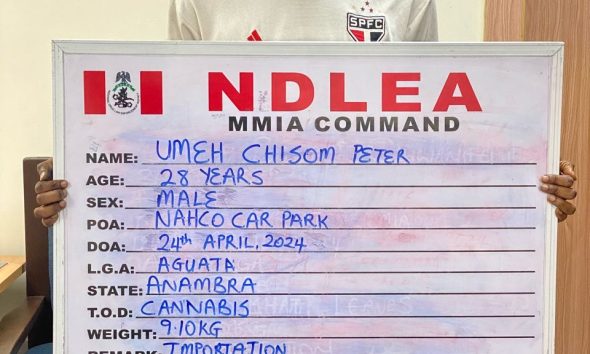 SPFC
NDLEA
MMIA COMMAND
NAME: UMEH CHISOM PETER
AGE: 28 YEARS
SEX: MALE
POA: NAHCO CAR PARK
DOA: 24th APRIL, 2024
L.G.A: AGUATA
STATE: ANAMBRA
T.O.D: CANNABIS
WEIGHT: 9.10KG
REMARK: IMPORTATION